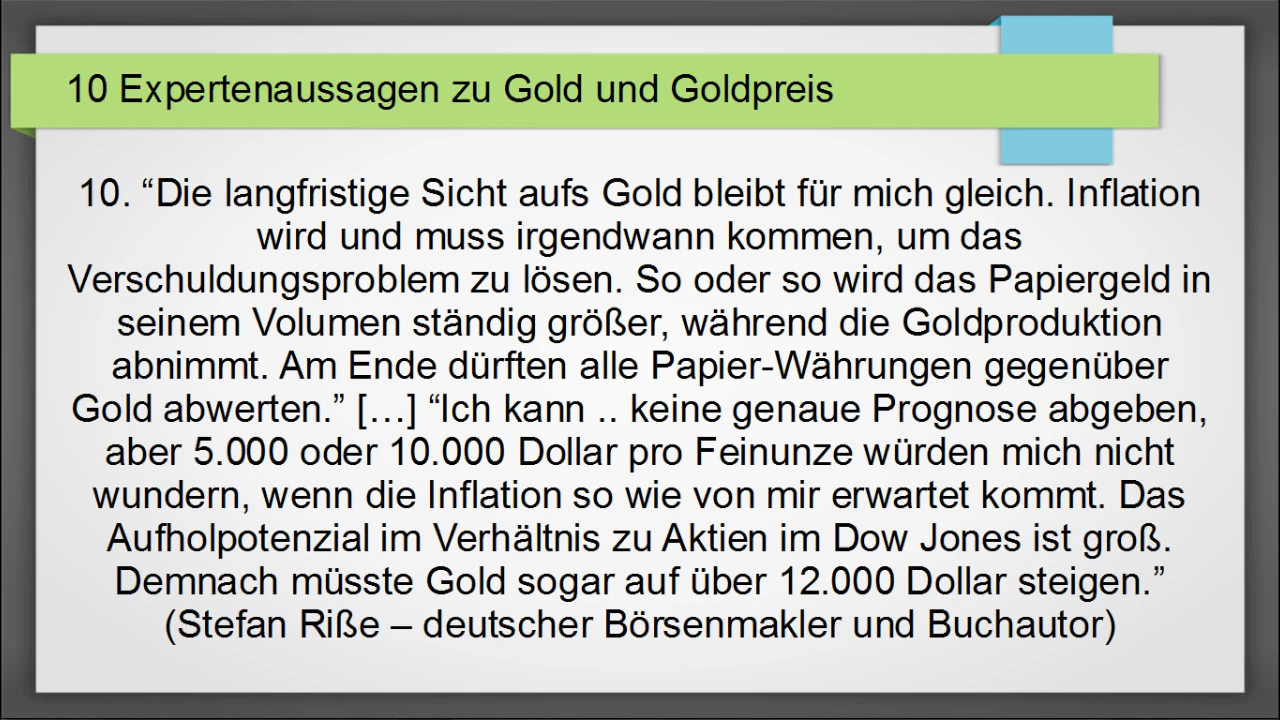 10 Expertenaussagen zu Gold und Goldpreis
10. “Die langfristige Sicht aufs Gold bleibt für mich gleich. Inflation
wird und muss irgendwann kommen, um das
Verschuldungsproblem zu lösen. So oder so wird das Papiergeld in
seinem Volumen ständig größer, während die Goldproduktion
abnimmt. Am Ende dürften alle Papier-Währungen gegenüber
Gold abwerten.” [...] “Ich kann .. keine genaue Prognose abgeben,
aber 5.000 oder 10.000 Dollar pro Feinunze würden mich nicht
wundern, wenn die Inflation so wie von mir erwartet kommt. Das
Aufholpotenzial im Verhältnis zu Aktien im Dow Jones ist groß.
Demnach müsste Gold sogar auf über 12.000 Dollar steigen.”
(Stefan Riße – deutscher Börsenmakler und Buchautor)